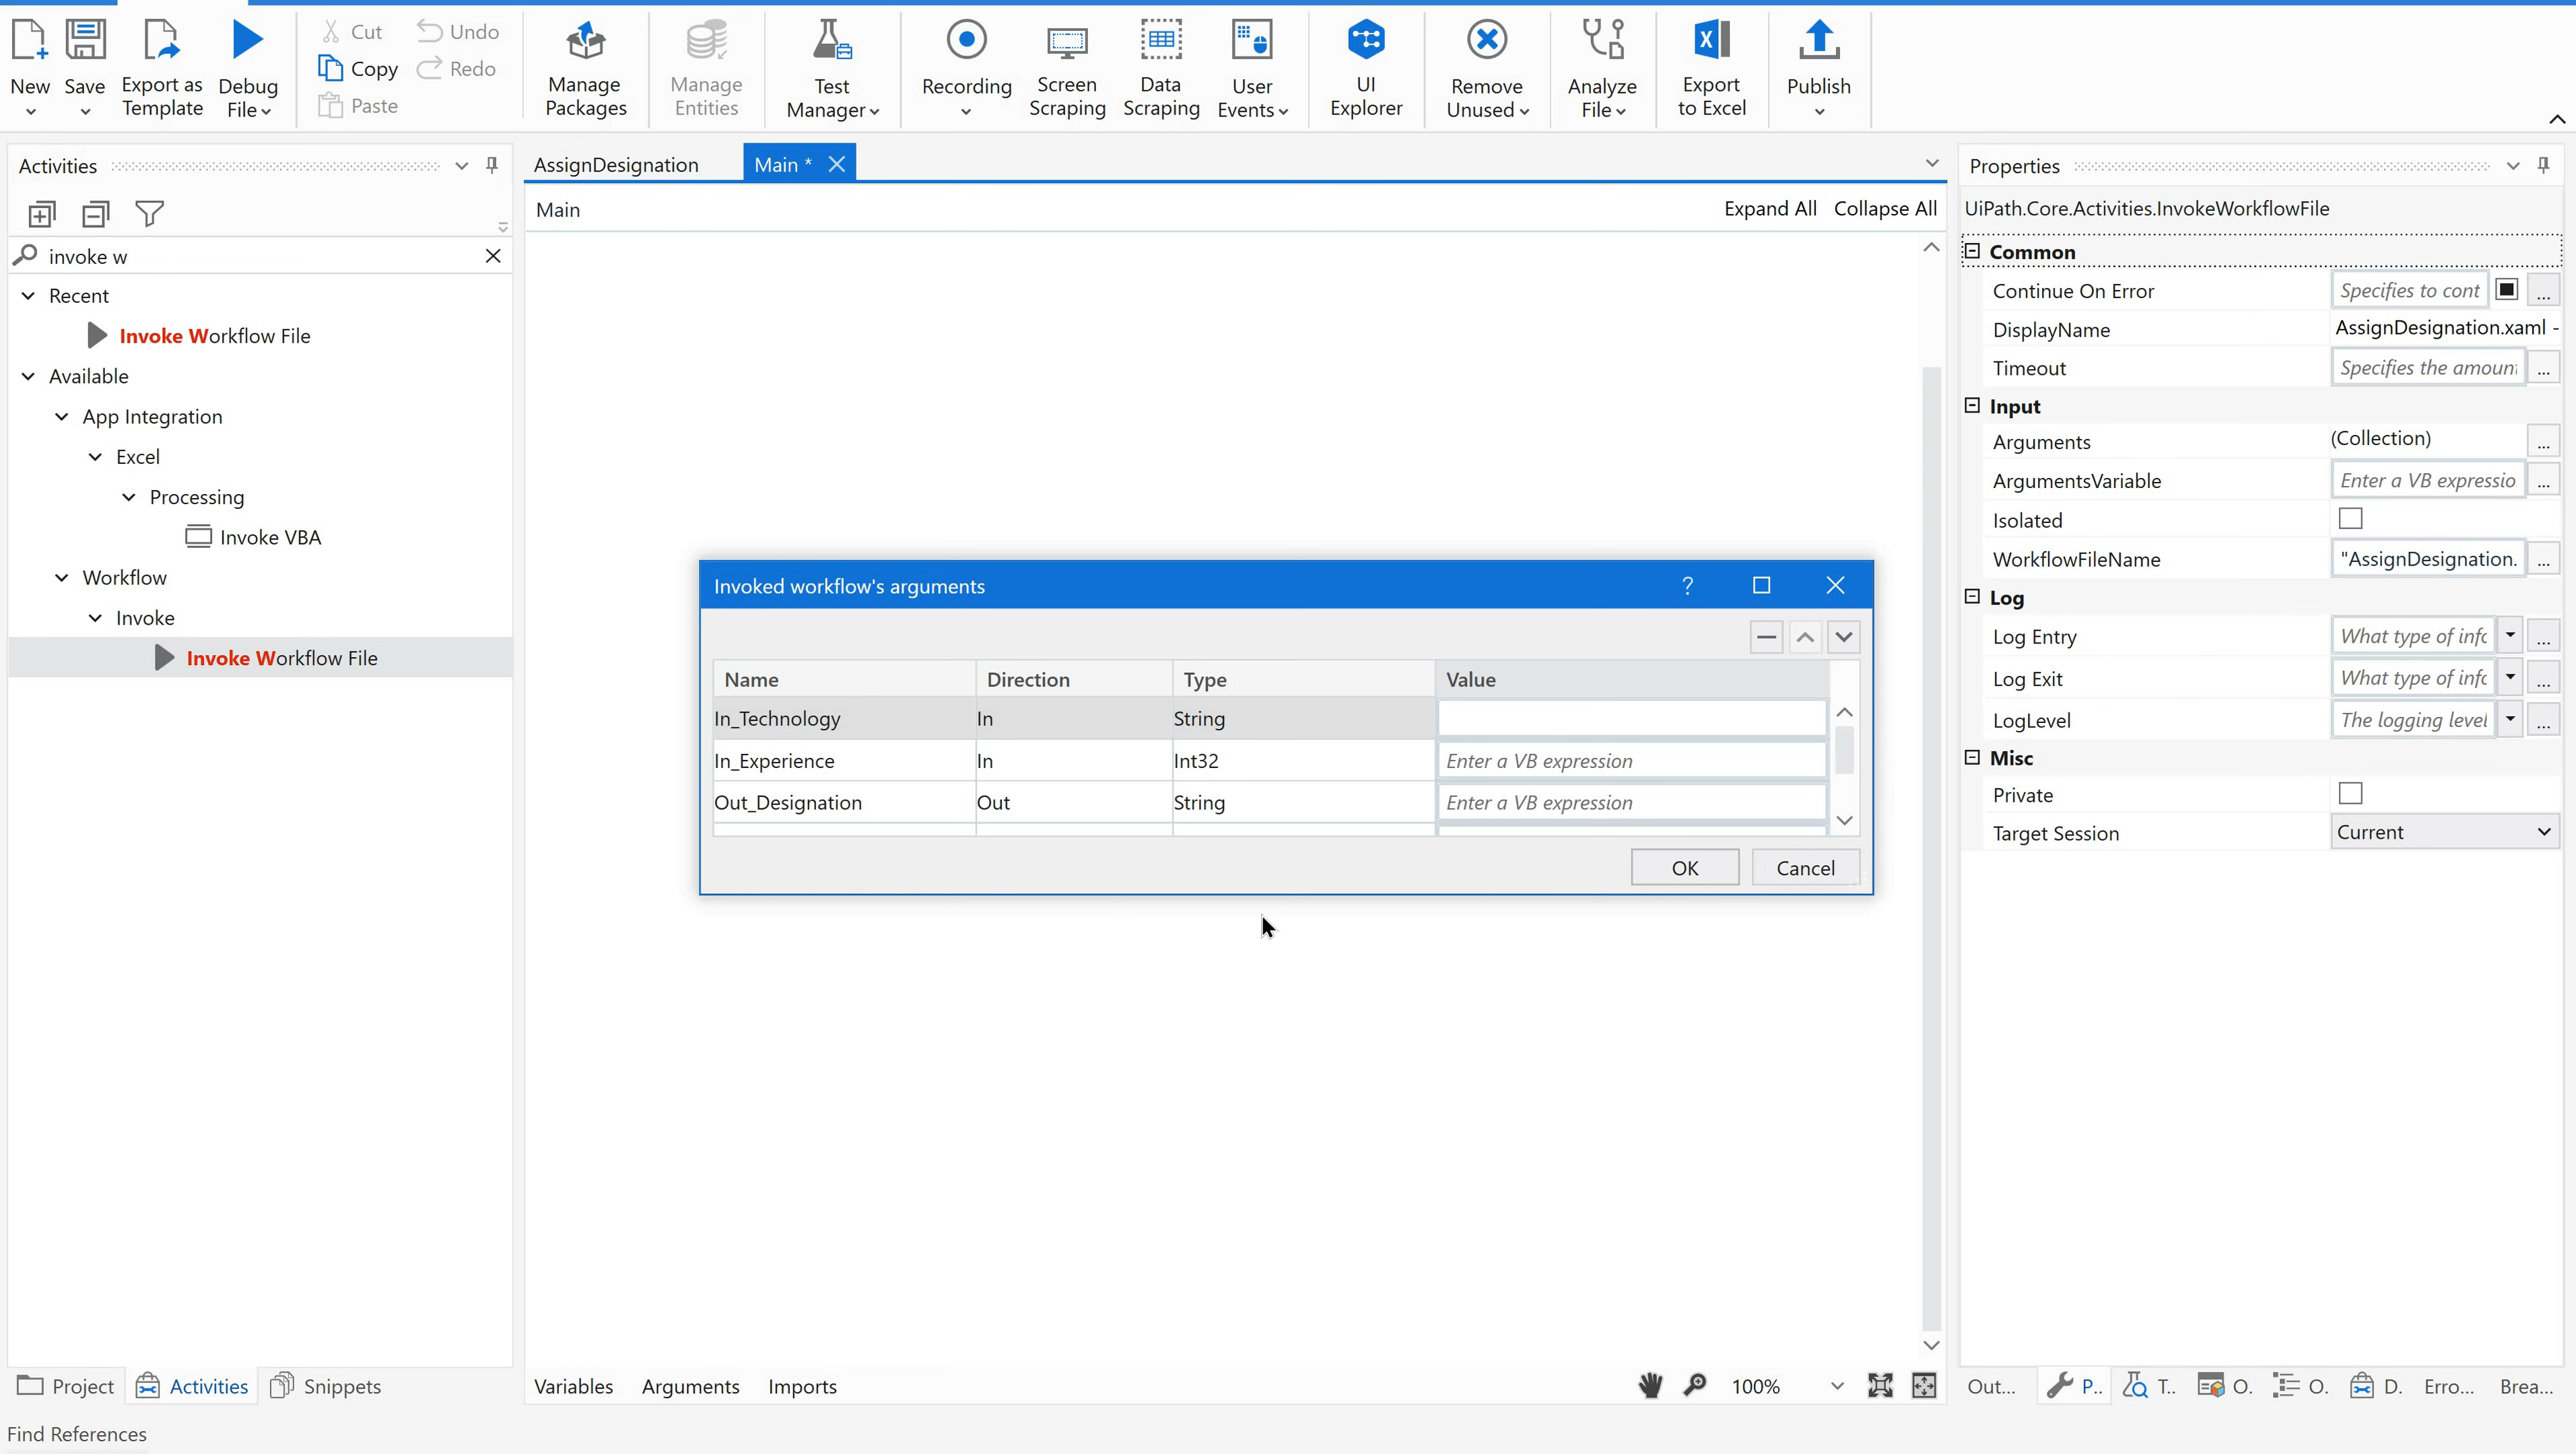 New
Save
Export as
Template
Debug
File
Cut
Copy
Paste
Undo
Redo
Manage
Packages
Manage
Entities
Test
Manager
Recording
Screen
Scraping
Data
Scraping
User
Events
UI
Explorer
Remove
Unused
Analyze
File
Export
to Excel
Publish
Activities
invoke w
Recent
Invoke Workflow File
Available
App Integration
Excel
Processing
Invoke VBA
Workflow
Invoke
Invoke Workflow File
Project
Activities
Snippets
Find References
AssignDesignation
Main *
Main
Expand All
Collapse All
Invoked workflow's arguments
?
Name Direction Type Value
In_Technology In String
In_Experience In Int32 Enter a VB expression
Out_Designation Out String Enter a VB expression
OK
Cancel
Variables
Arguments
Imports
100%
Properties
UiPath.Core.Activities.InvokeWorkflowFile
Common
Continue On Error Specifies to cont ...
DisplayName AssignDesignation.xaml -
Timeout Specifies the amount ...
Input
Arguments (Collection) ...
ArgumentsVariable Enter a VB expressio ...
Isolated
WorkflowFileName "AssignDesignation. ...
Log
Log Entry What type of infc ...
Log Exit What type of infc ...
LogLevel The logging level ...
Misc
Private
Target Session Current
Out...
P..
T..
O.
O.
D.
Erro...
Brea...